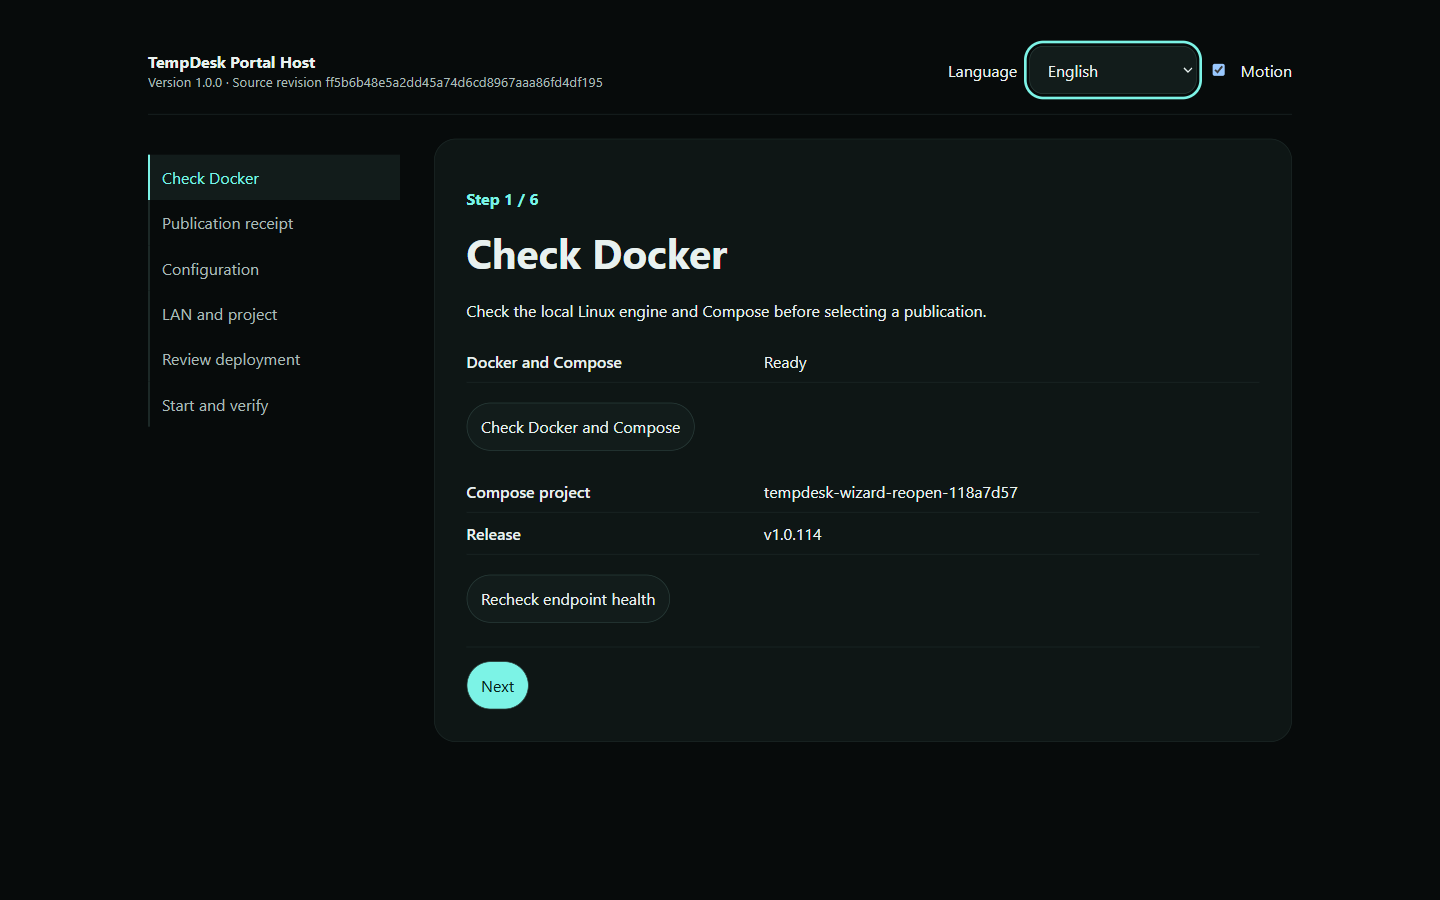 TempDesk Portal Host
Version 1.0.0 · Source revision ff5b6b48e5a2dd45a74d6cd8967aaa86fd4df195
Language
English
Motion
Check Docker
Publication receipt
Configuration
LAN and project
Review deployment
Start and verify
Step 1 / 6
Check Docker
Check the local Linux engine and Compose before selecting a publication.
Docker and Compose Ready
Check Docker and Compose
Compose project tempdesk-wizard-reopen-118a7d57
Release v1.0.114
Recheck endpoint health
Next